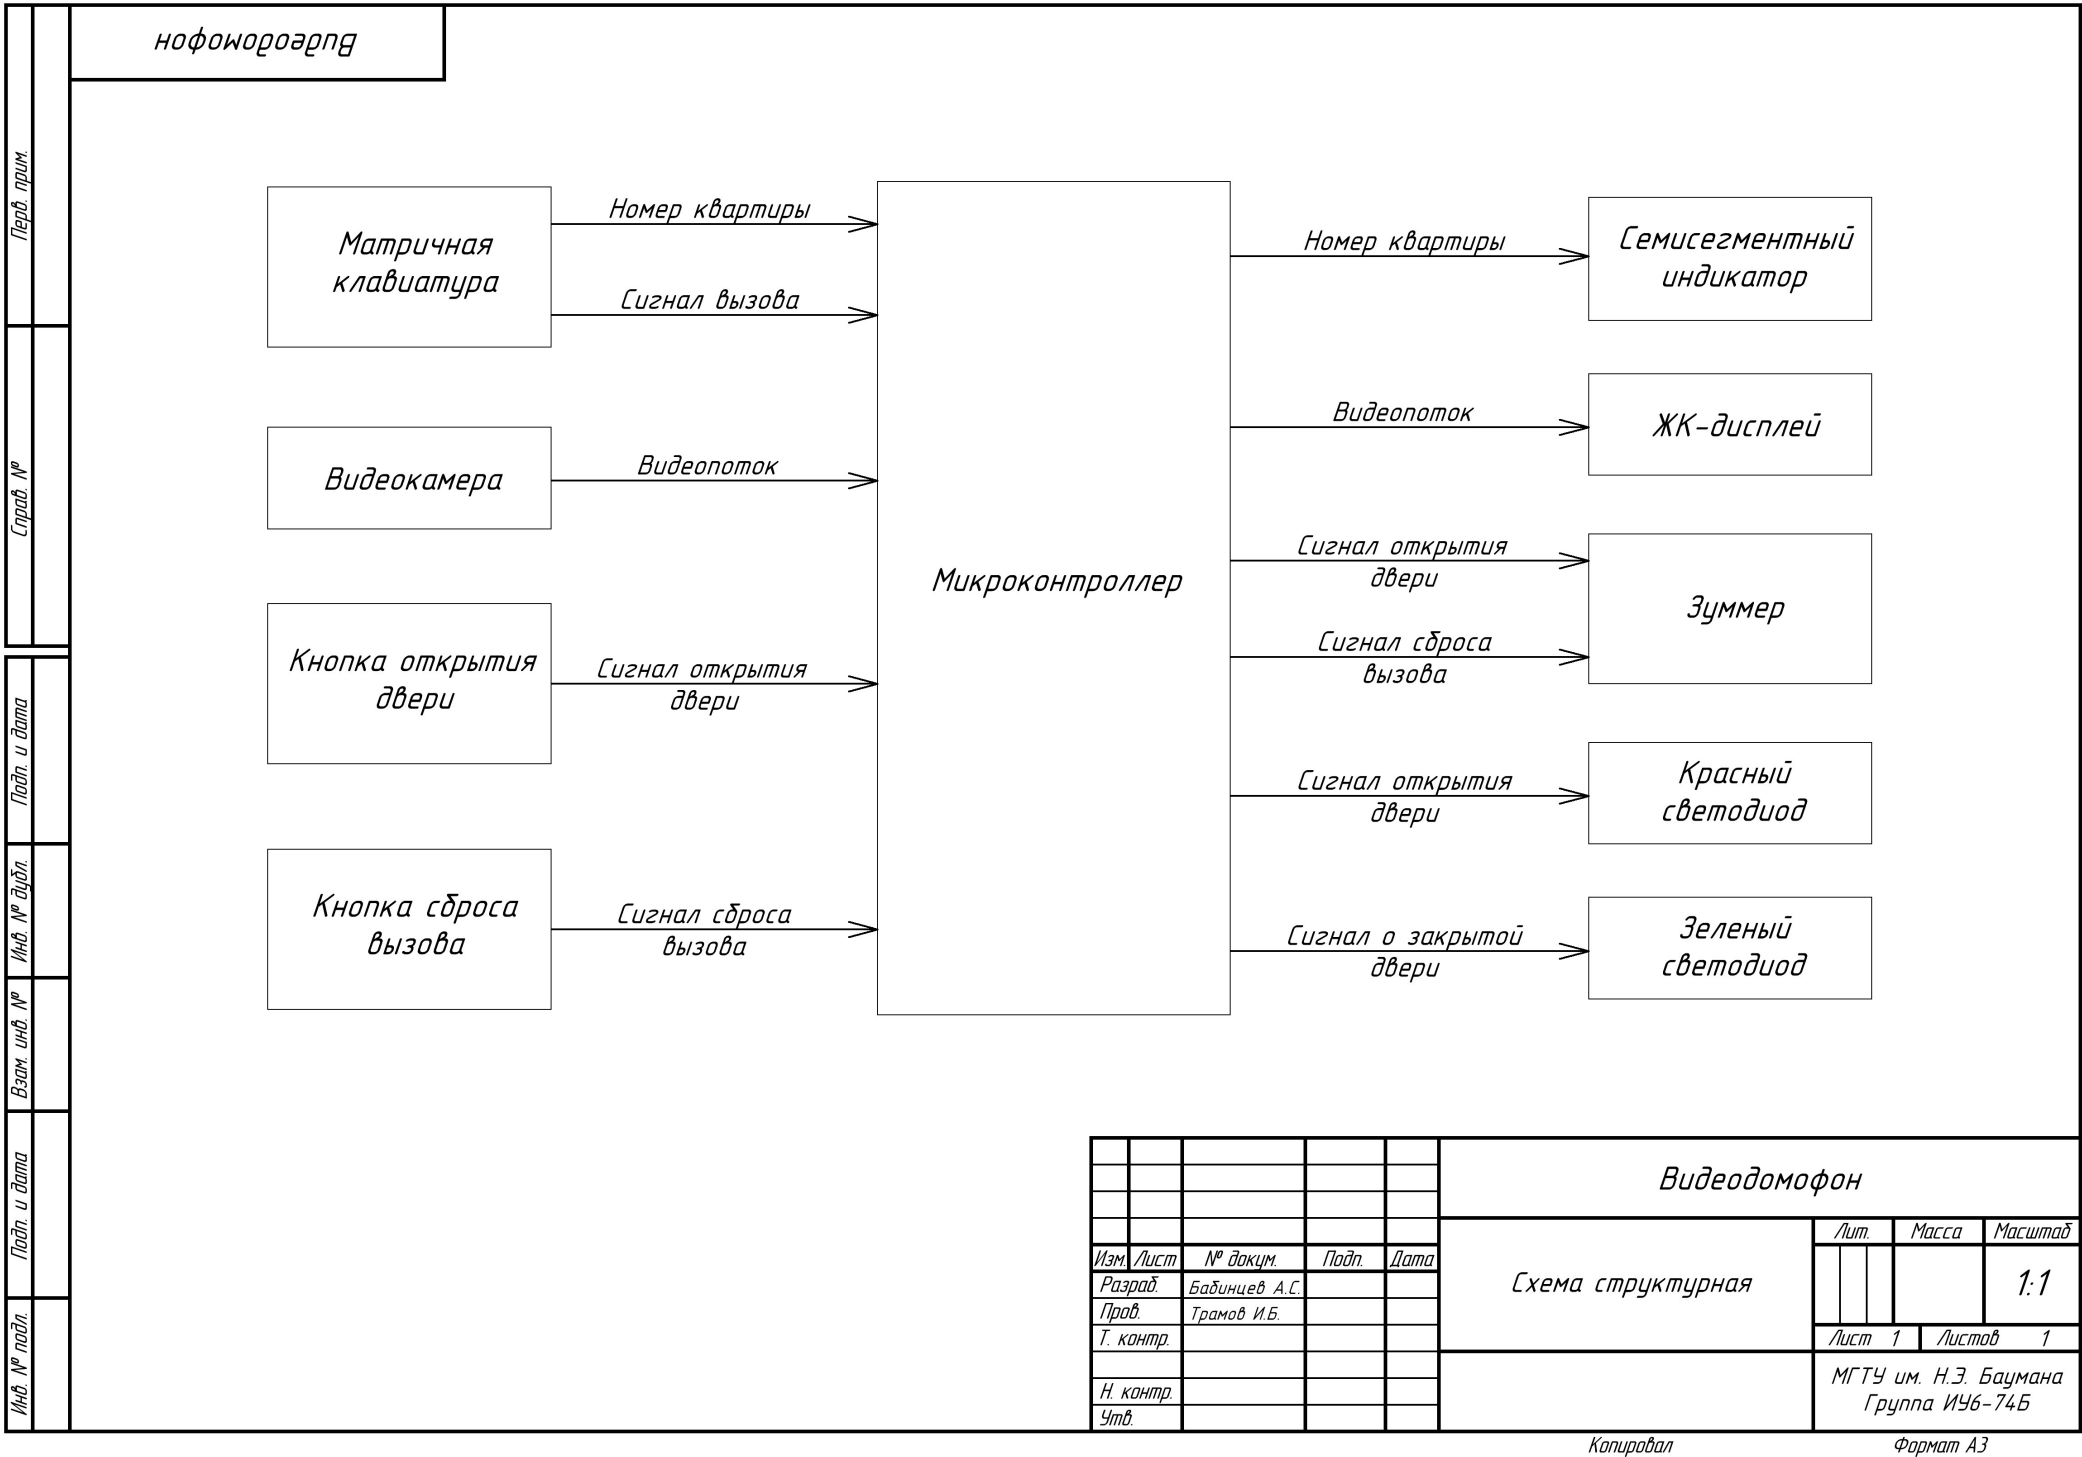 Видеодомофон
Перв. прим.
Справ. №
Подп. и дата
Инв. № дубл.
Взам. инв. №
Подп. и дата
Инв. № подл.
Матричная
клавиатура
Номер квартиры
Сигнал вызова
Видеокамера
Видеопоток
Кнопка открытия
двери
Сигнал открытия
двери
Кнопка сброса
вызова
Сигнал сброса
вызова
Микроконтроллер
Номер квартиры
Семисегментный
индикатор
Видеопоток
ЖК-дисплей
Сигнал открытия
двери
Сигнал сброса
вызова
Зуммер
Сигнал открытия
двери
Красный
светодиод
Сигнал о закрытой
двери
Зеленый
светодиод
Видеодомофон
Изм. Лист № докум. Подп. Дата
Разраб. Бабинцев А.С.
Пров. Трамов И.Б.
Т. контр.
Н. контр.
Утв.
Схема структурная
Лит. Масса Масштаб
1:1
Лист 1 Листов 1
МГТУ им. Н.Э. Баумана
Группа ИУ6-74Б
Копировал Формат А3